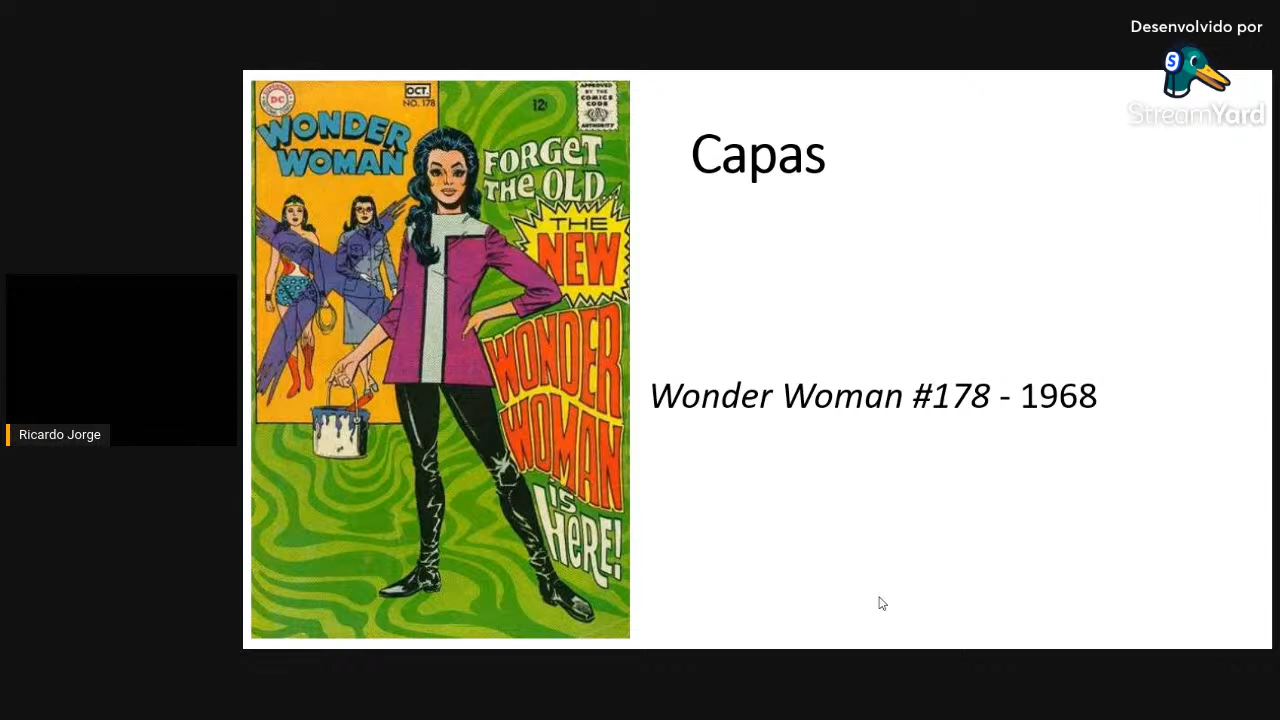 Desenvolvido por
S
StreamYard
DC
OCT.
NO. 178
12¢
APPROVED
BY THE
COMICS
CODE
AUTHORITY
WONDER
WOMAN
FORGET
THE OLD...
THE
NEW
WONDER
WOMAN
IS
HERE!
Capas
Wonder Woman #178 - 1968
Ricardo Jorge